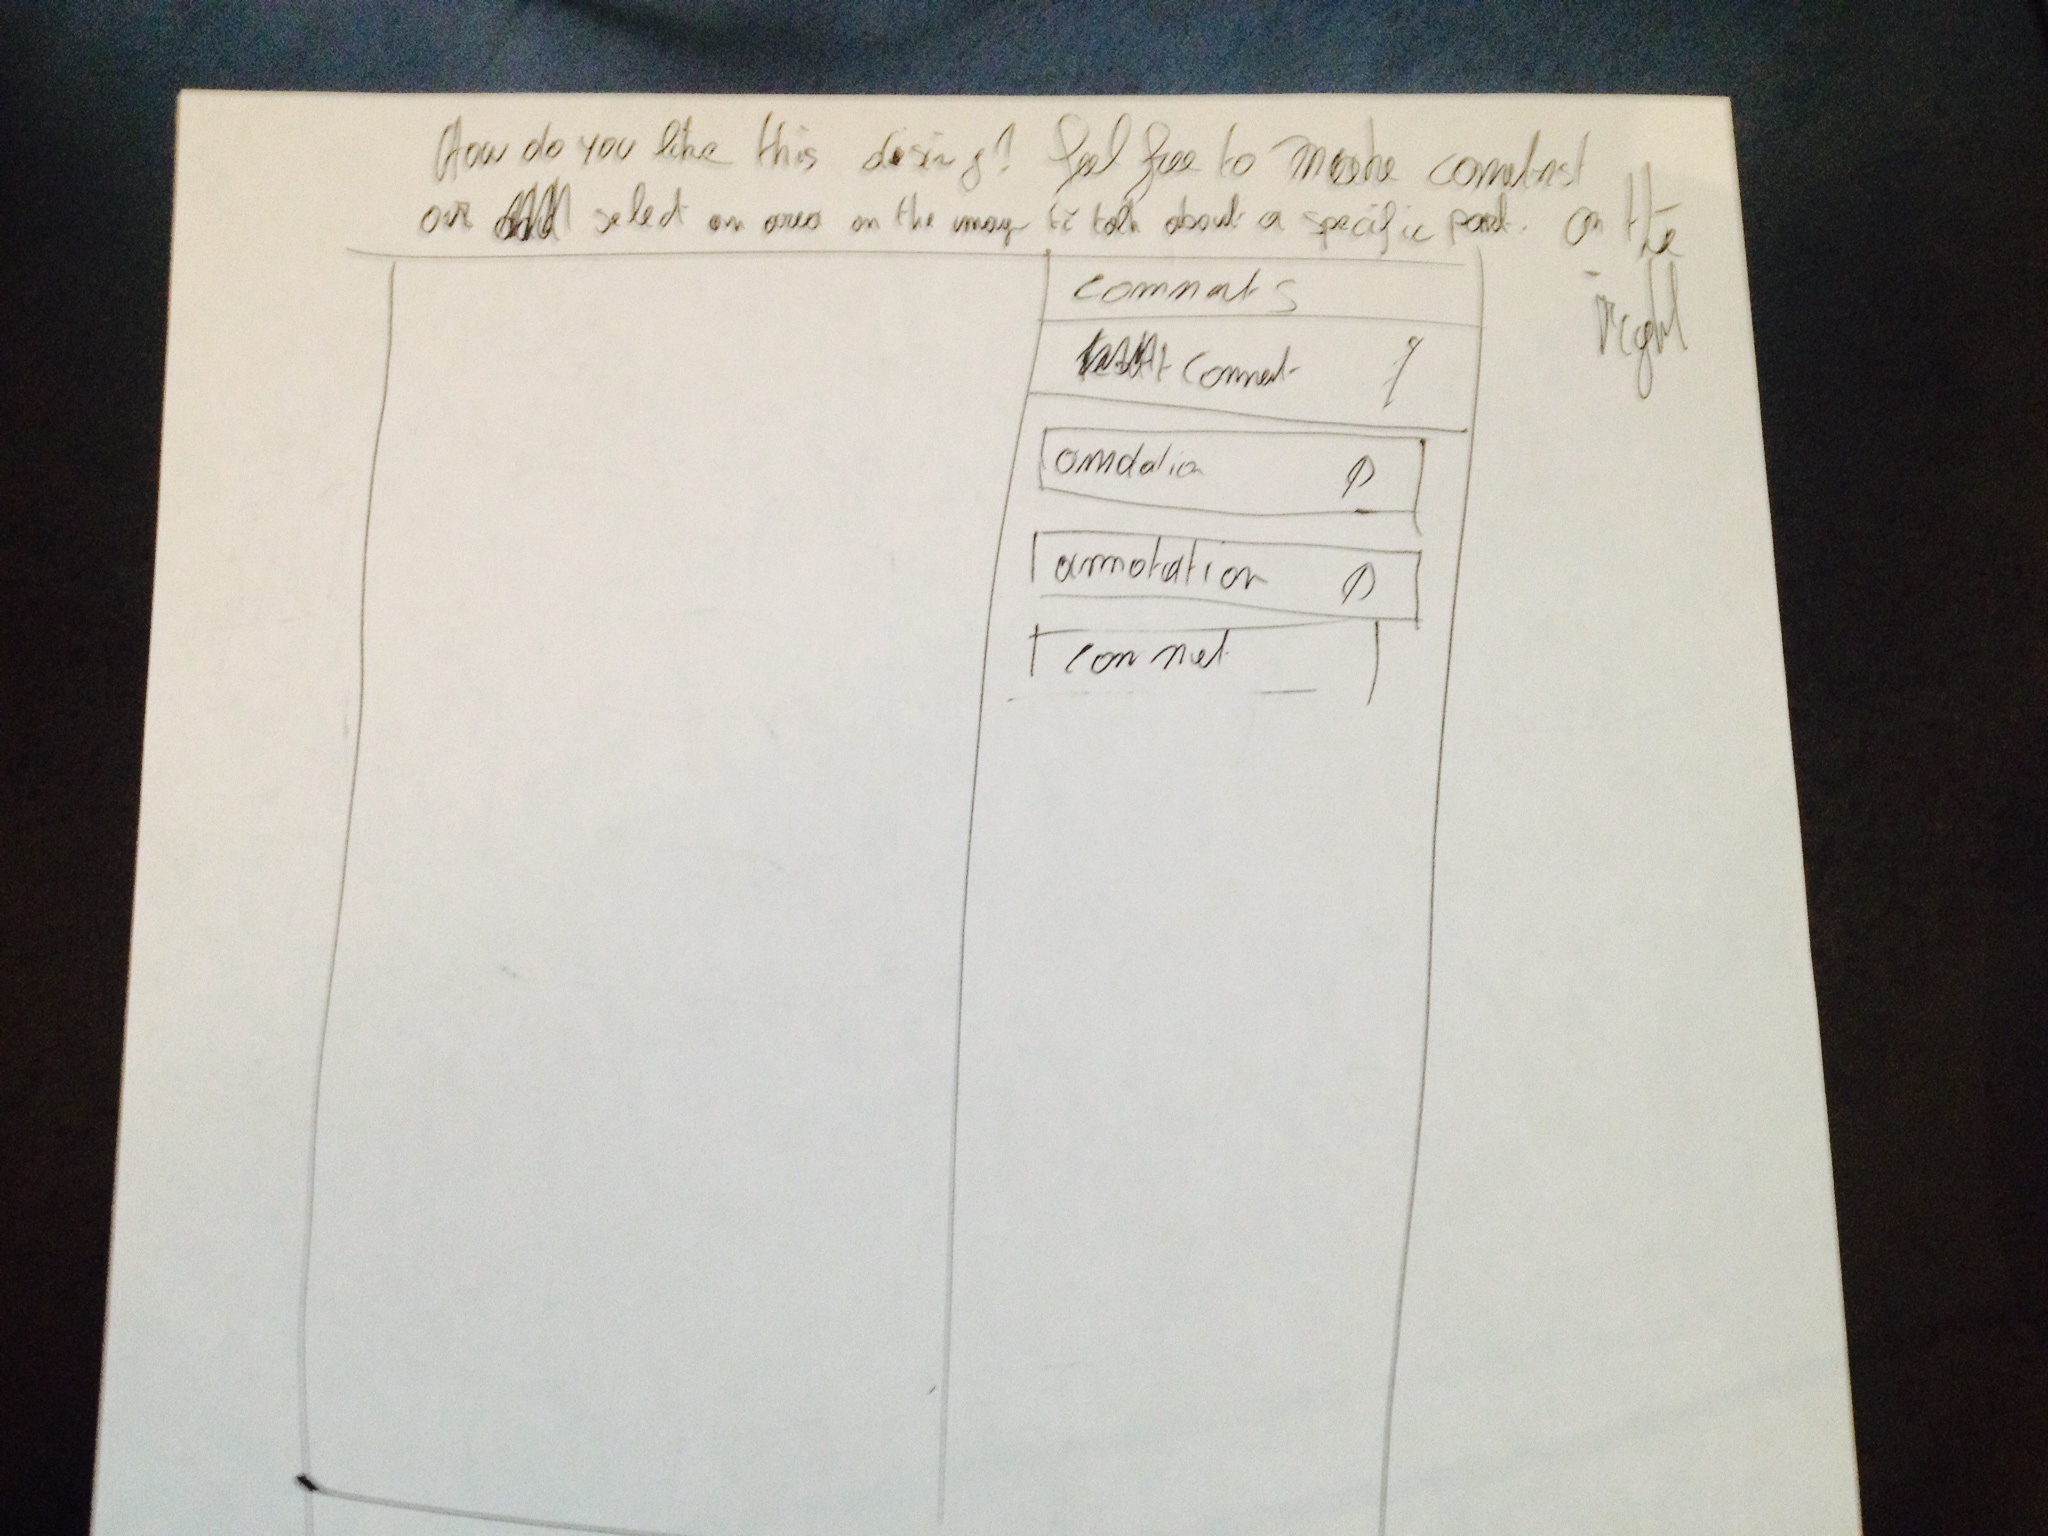 How do you like this desing? feel free to make comments on the right
or select an area on the image to talk about a specific part.
comments
comment
annotation
annotation
comment